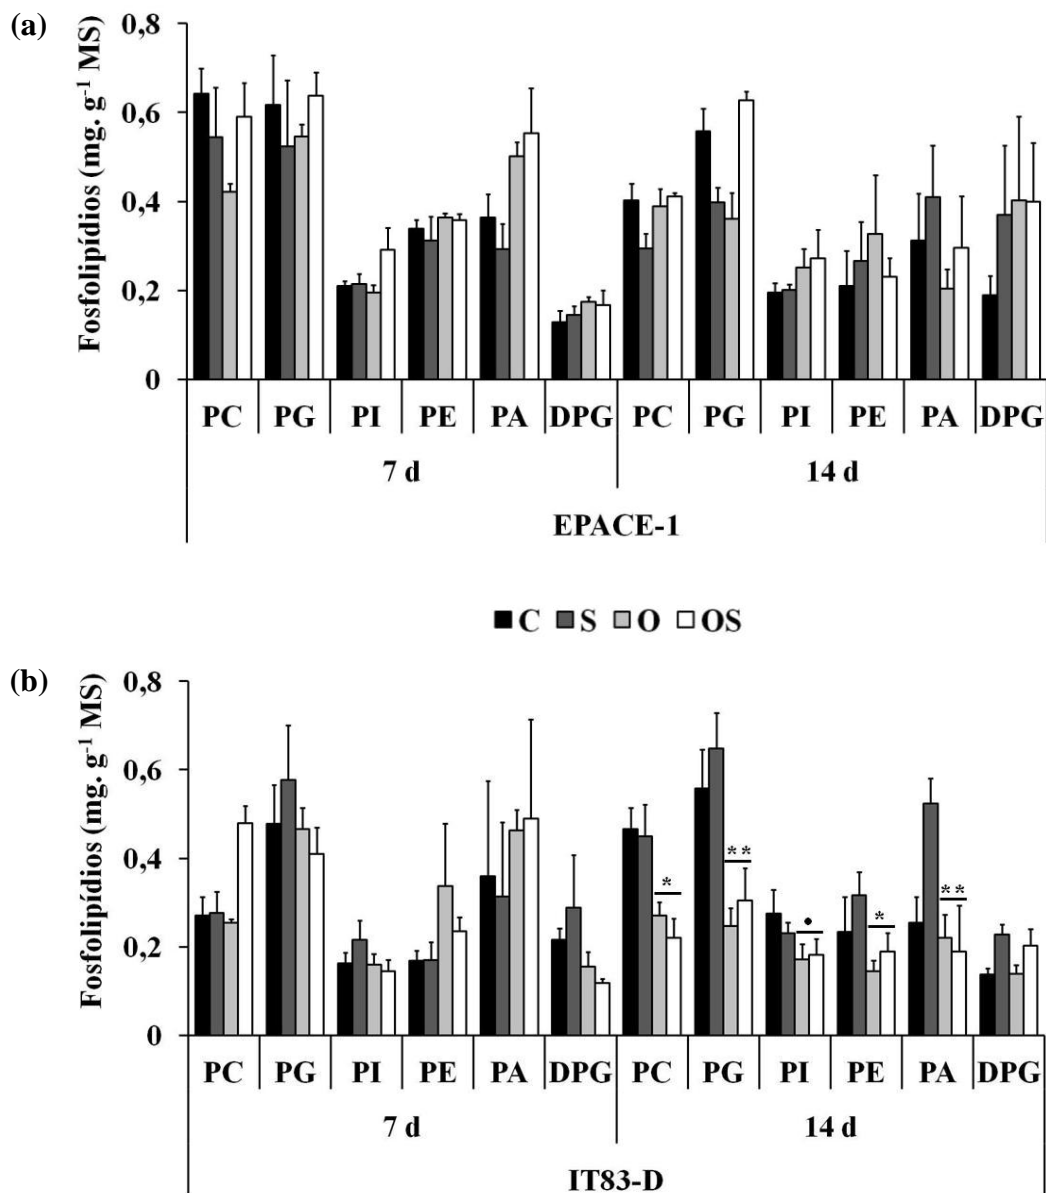 (a)
Fosfolipídios (mg. g⁻¹ MS)
0,8
0,6
0,4
0,2
0
PC PG PI PE PA DPG PC PG PI PE PA DPG
7 d 14 d
EPACE-1
C S O OS
(b)
Fosfolipídios (mg. g⁻¹ MS)
0,8
0,6
0,4
0,2
0
* ** • * **
PC PG PI PE PA DPG PC PG PI PE PA DPG
7 d 14 d
IT83-D